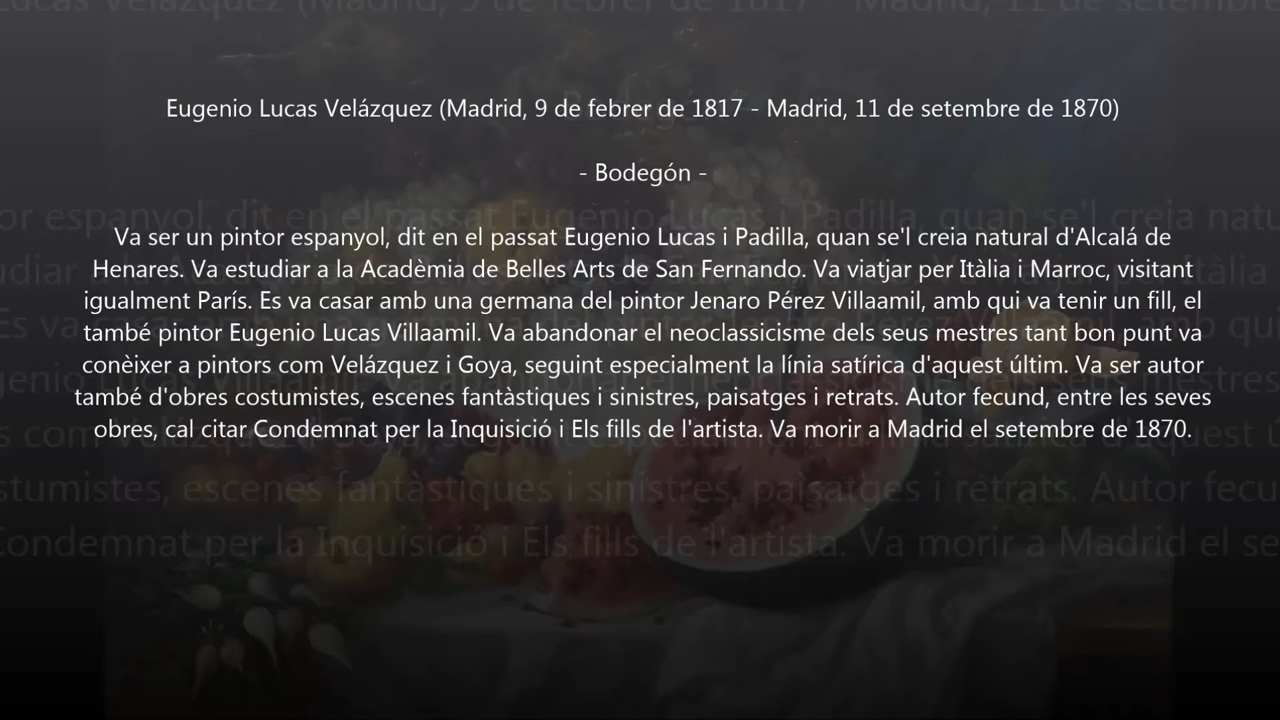 Eugenio Lucas Velázquez (Madrid, 9 de febrer de 1817 - Madrid, 11 de setembre de 1870)
- Bodegón -
Va ser un pintor espanyol, dit en el passat Eugenio Lucas i Padilla, quan se'l creia natural d'Alcalá de
Henares. Va estudiar a la Acadèmia de Belles Arts de San Fernando. Va viatjar per Itàlia i Marroc, visitant
igualment París. Es va casar amb una germana del pintor Jenaro Pérez Villaamil, amb qui va tenir un fill, el
també pintor Eugenio Lucas Villaamil. Va abandonar el neoclassicisme dels seus mestres tant bon punt va
conèixer a pintors com Velázquez i Goya, seguint especialment la línia satírica d'aquest últim. Va ser autor
també d'obres costumistes, escenes fantàstiques i sinistres, paisatges i retrats. Autor fecund, entre les seves
obres, cal citar Condemnat per la Inquisició i Els fills de l'artista. Va morir a Madrid el setembre de 1870.